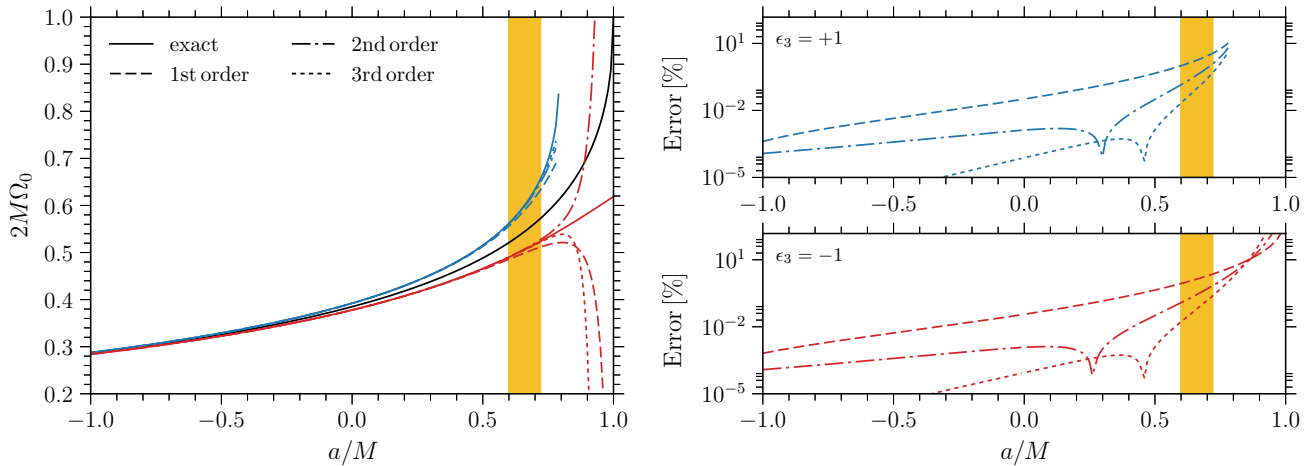 1.0
0.9
0.8
0.7
0.6
0.5
0.4
0.3
0.2
2MΩ₀
exact
1st order
2nd order
3rd order
−1.0 −0.5 0.0 0.5 1.0
a/M
ϵ₃ = +1
Error [%]
10¹
10⁻²
10⁻⁵
−1.0 −0.5 0.0 0.5 1.0
ϵ₃ = −1
Error [%]
10¹
10⁻²
10⁻⁵
−1.0 −0.5 0.0 0.5 1.0
a/M